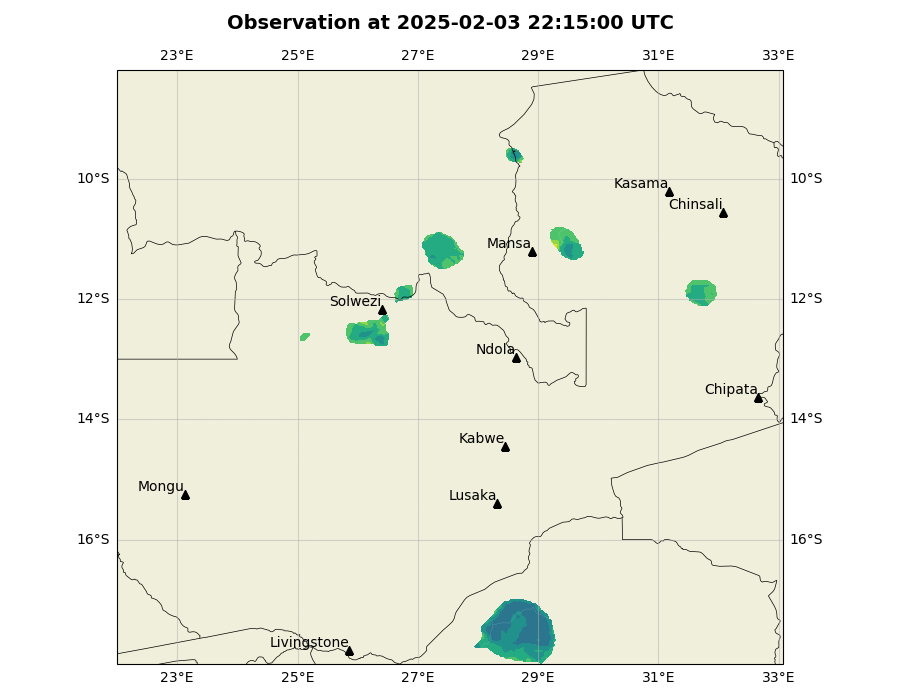 Observation at 2025-02-03 22:15:00 UTC
23°E 25°E 27°E 29°E 31°E 33°E
10°S 10°S
Kasama
Chinsali
Mansa
12°S 12°S
Solwezi
Ndola
Chipata
14°S 14°S
Kabwe
Mongu
Lusaka
16°S 16°S
Livingstone
23°E 25°E 27°E 29°E 31°E 33°E